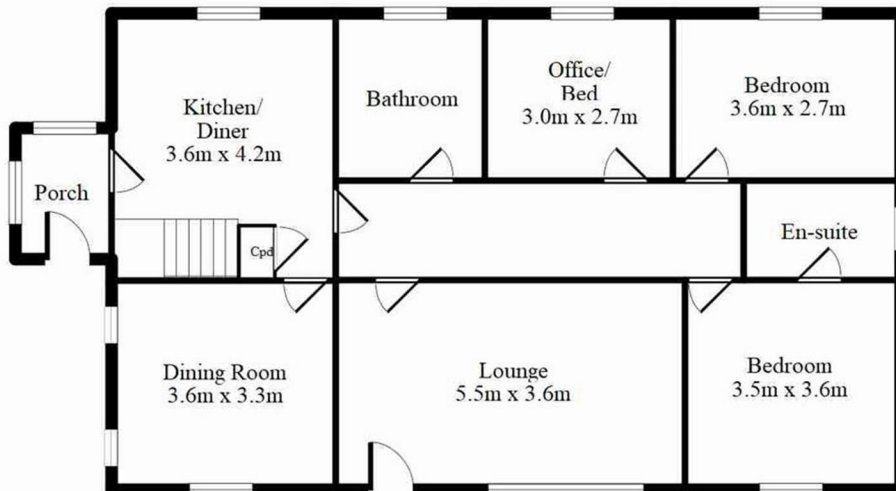 Kitchen/
Diner
3.6m x 4.2m
Bathroom
Office/
Bed
3.0m x 2.7m
Bedroom
3.6m x 2.7m
Porch
Cpd
En-suite
Dining Room
3.6m x 3.3m
Lounge
5.5m x 3.6m
Bedroom
3.5m x 3.6m